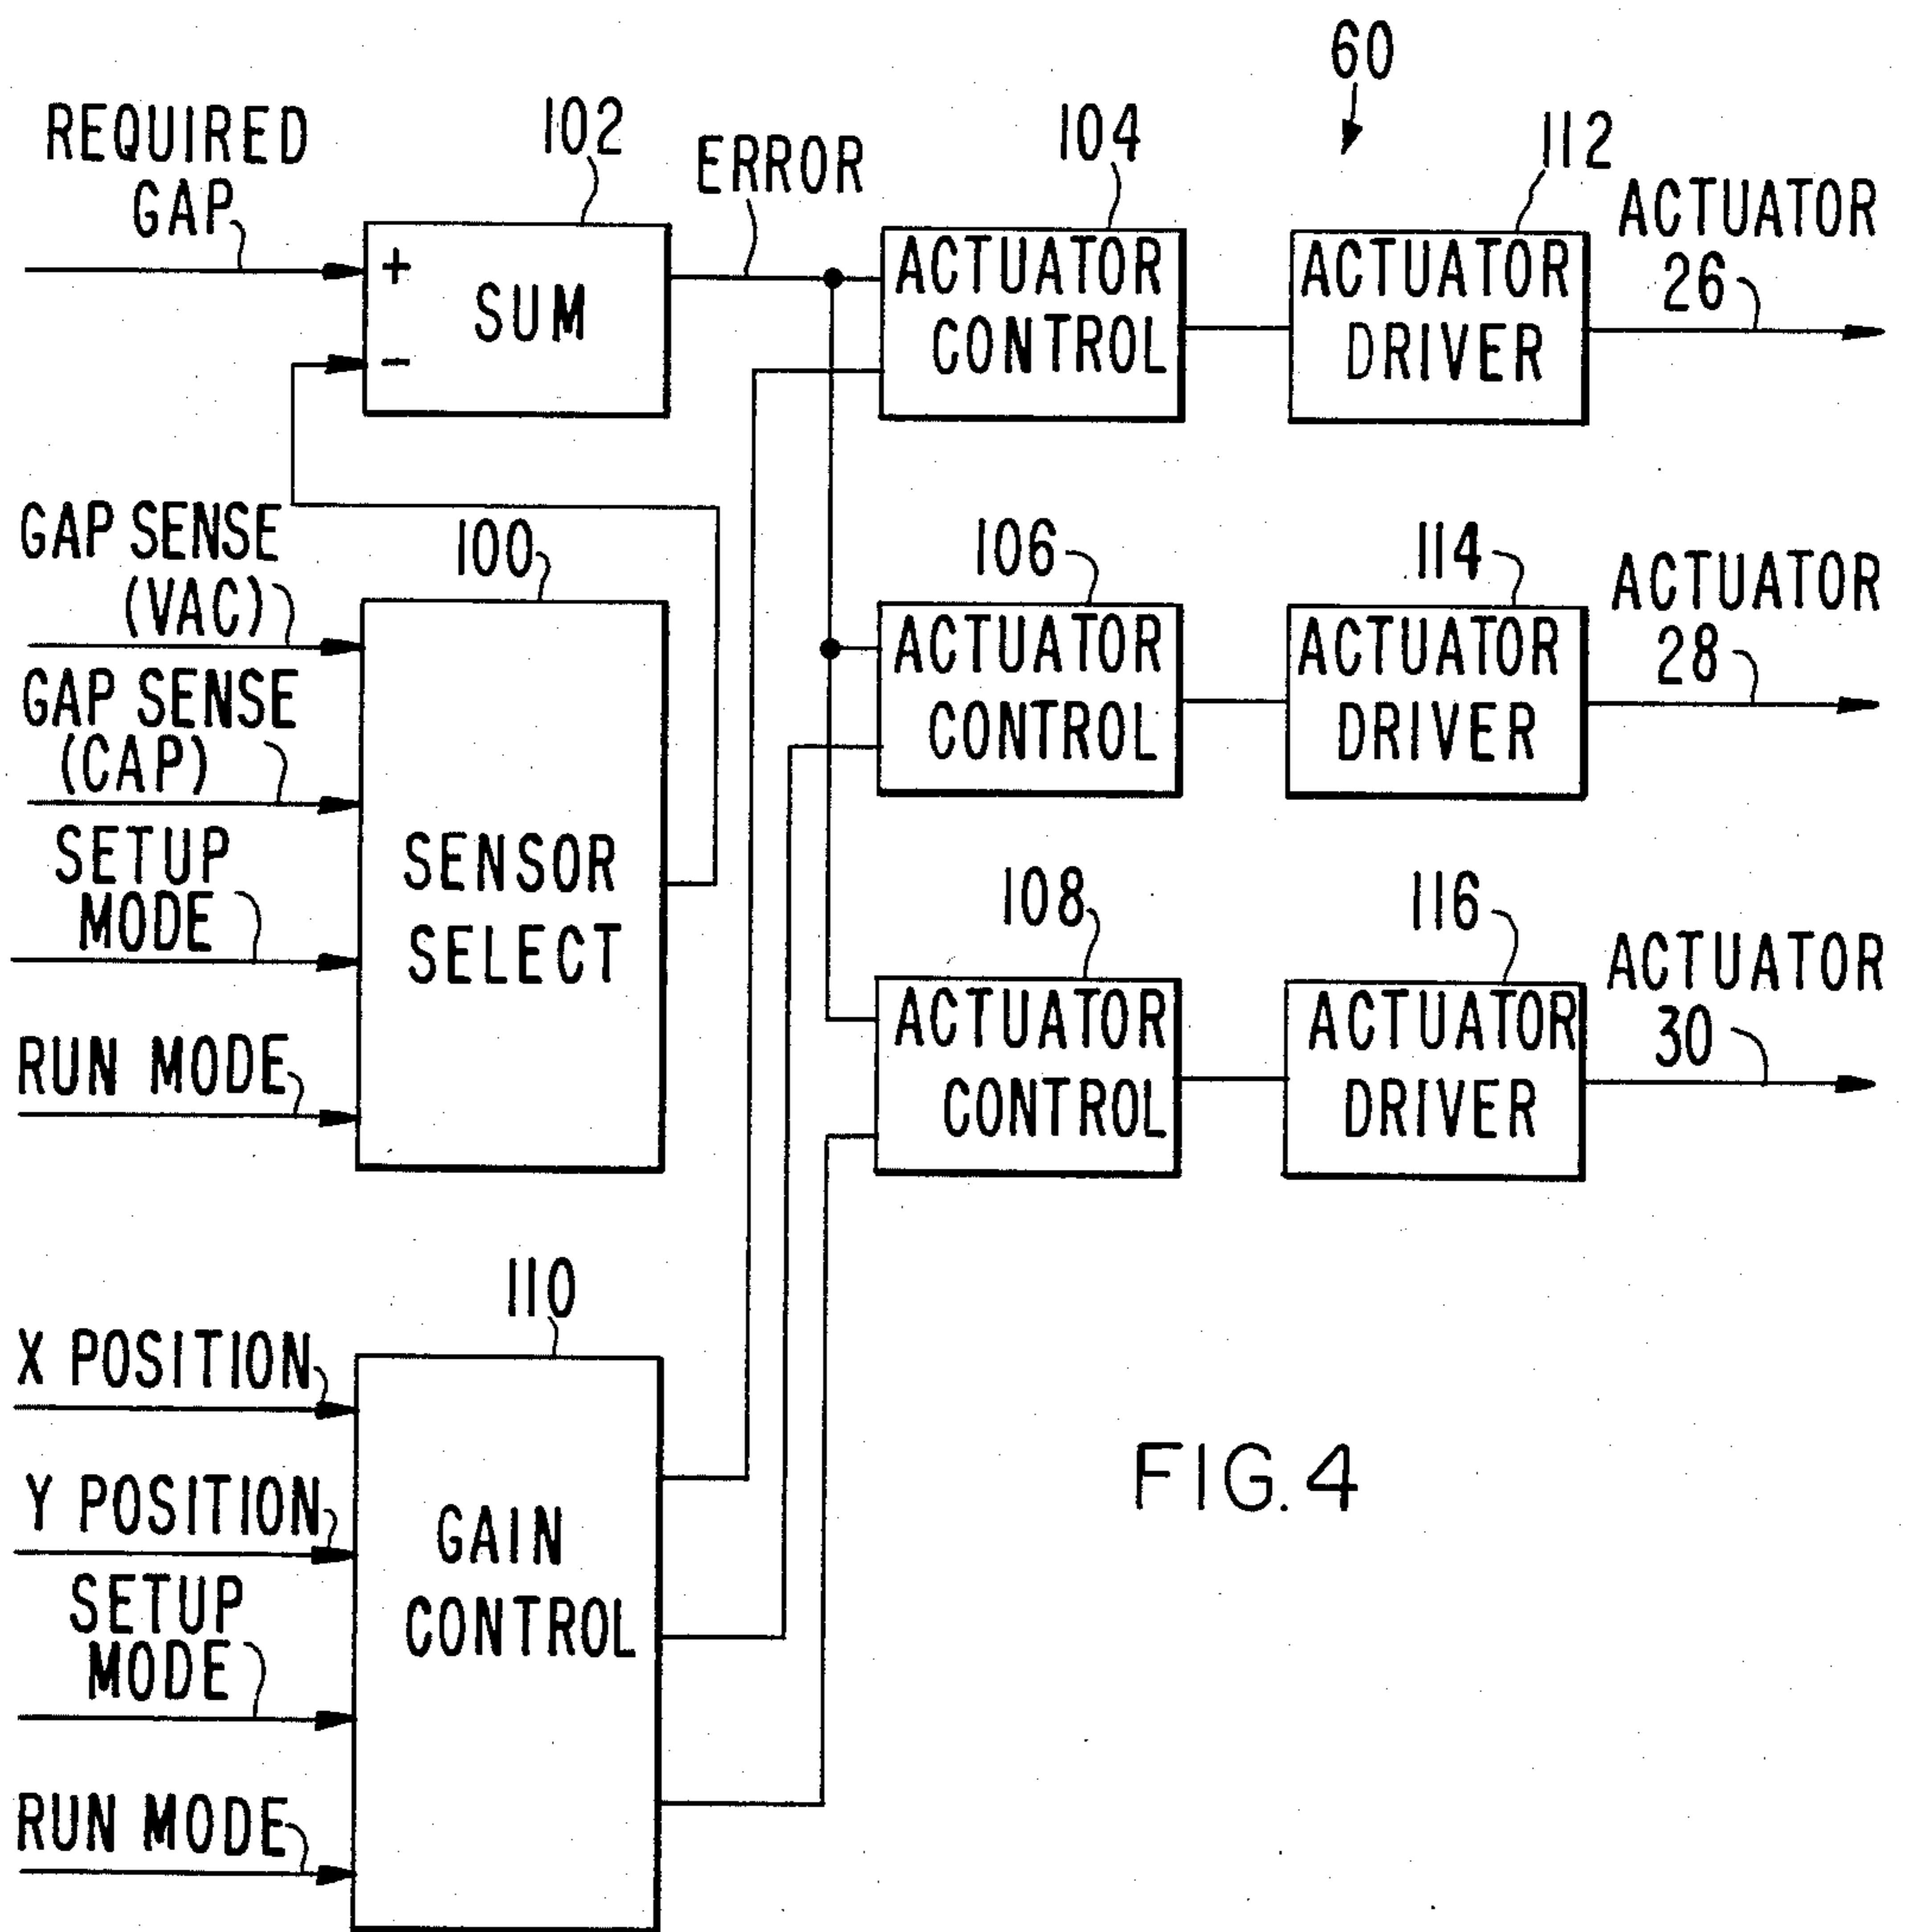 60
REQUIRED
GAP
102
ERROR
104
112
ACTUATOR
26
+
SUM
-
ACTUATOR
CONTROL
ACTUATOR
DRIVER
GAP SENSE
(VAC)
100
106
114
ACTUATOR
28
GAP SENSE
(CAP)
ACTUATOR
CONTROL
ACTUATOR
DRIVER
SETUP
MODE
SENSOR
SELECT
108
116
ACTUATOR
30
RUN MODE
ACTUATOR
CONTROL
ACTUATOR
DRIVER
110
X POSITION
Y POSITION
GAIN
CONTROL
SETUP
MODE
RUN MODE
FIG. 4